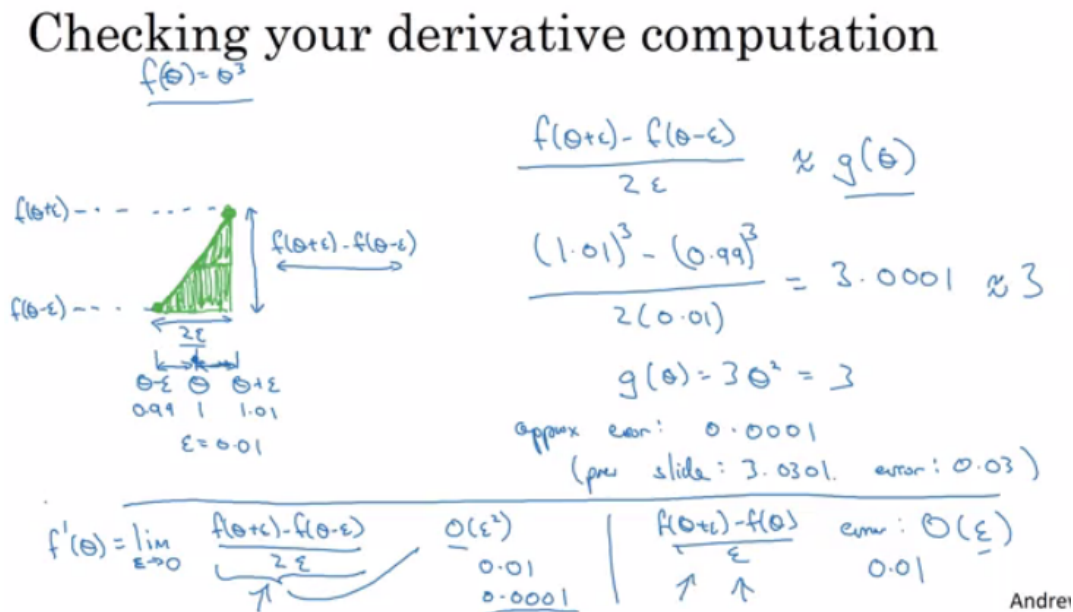 Checking your derivative computation
f(θ) = θ³
f(θ+ε) - f(θ-ε)
2ε
≈ g(θ)
f(θ+ε)
f(θ+ε) - f(θ-ε)
(1.01)³ - (0.99)³
2(0.01)
= 3.0001 ≈ 3
f(θ-ε)
2ε
θ-ε θ θ+ε
0.99 1 1.01
ε = 0.01
g(θ) = 3θ² = 3
approx error: 0.0001
(prev slide: 3.0301. error: 0.03)
f'(θ) = lim
ε→0
f(θ+ε) - f(θ-ε)
2ε
O(ε²)
0.01
0.0001
f(θ+ε) - f(θ)
ε
error: O(ε)
0.01
Andrew